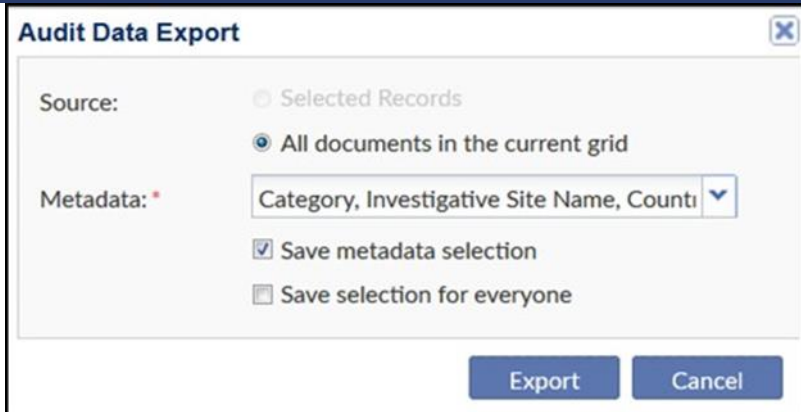 Audit Data Export
Source:
Selected Records
All documents in the current grid
Metadata: *
Category, Investigative Site Name, Count
Save metadata selection
Save selection for everyone
Export
Cancel